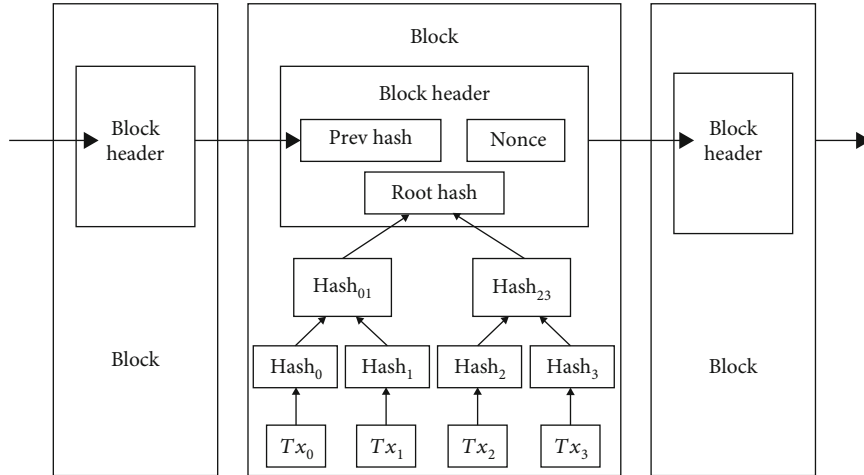 Block
Block header
Block
header
Prev hash
Nonce
Block
header
Root hash
Hash₀₁
Hash₂₃
Block
Hash₀
Hash₁
Hash₂
Hash₃
Block
Tx₀
Tx₁
Tx₂
Tx₃